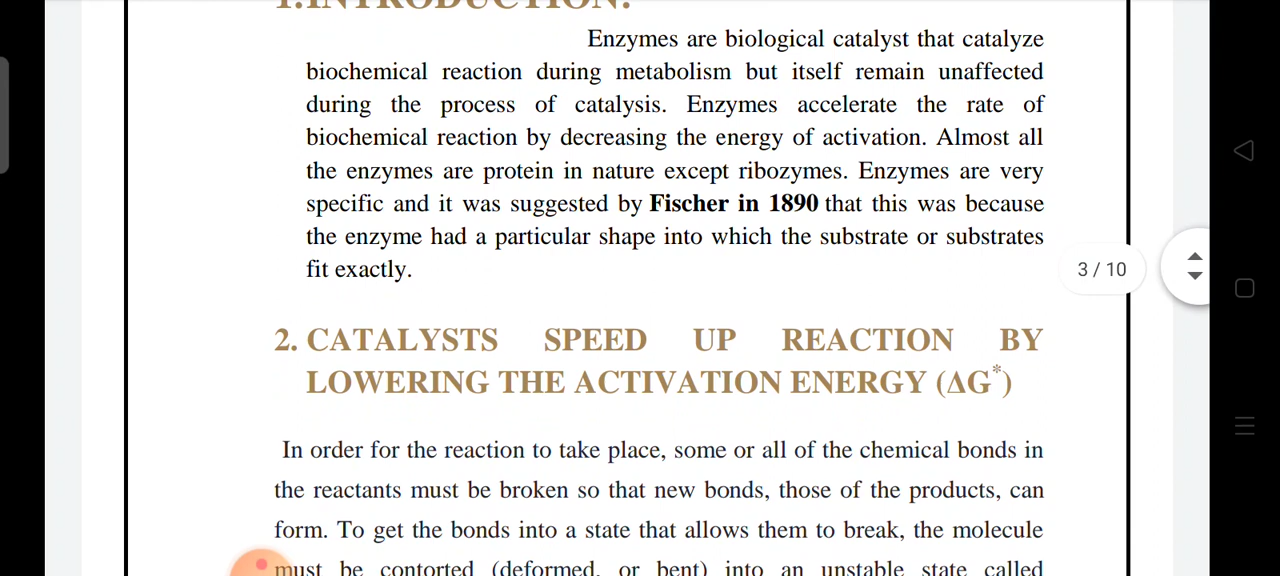 1.INTRODUCTION:
Enzymes are biological catalyst that catalyze
biochemical reaction during metabolism but itself remain unaffected
during the process of catalysis. Enzymes accelerate the rate of
biochemical reaction by decreasing the energy of activation. Almost all
the enzymes are protein in nature except ribozymes. Enzymes are very
specific and it was suggested by Fischer in 1890 that this was because
the enzyme had a particular shape into which the substrate or substrates
fit exactly.
3 / 10
2. CATALYSTS SPEED UP REACTION BY
LOWERING THE ACTIVATION ENERGY (ΔG*)
In order for the reaction to take place, some or all of the chemical bonds in
the reactants must be broken so that new bonds, those of the products, can
form. To get the bonds into a state that allows them to break, the molecule
must be contorted (deformed, or bent) into an unstable state called